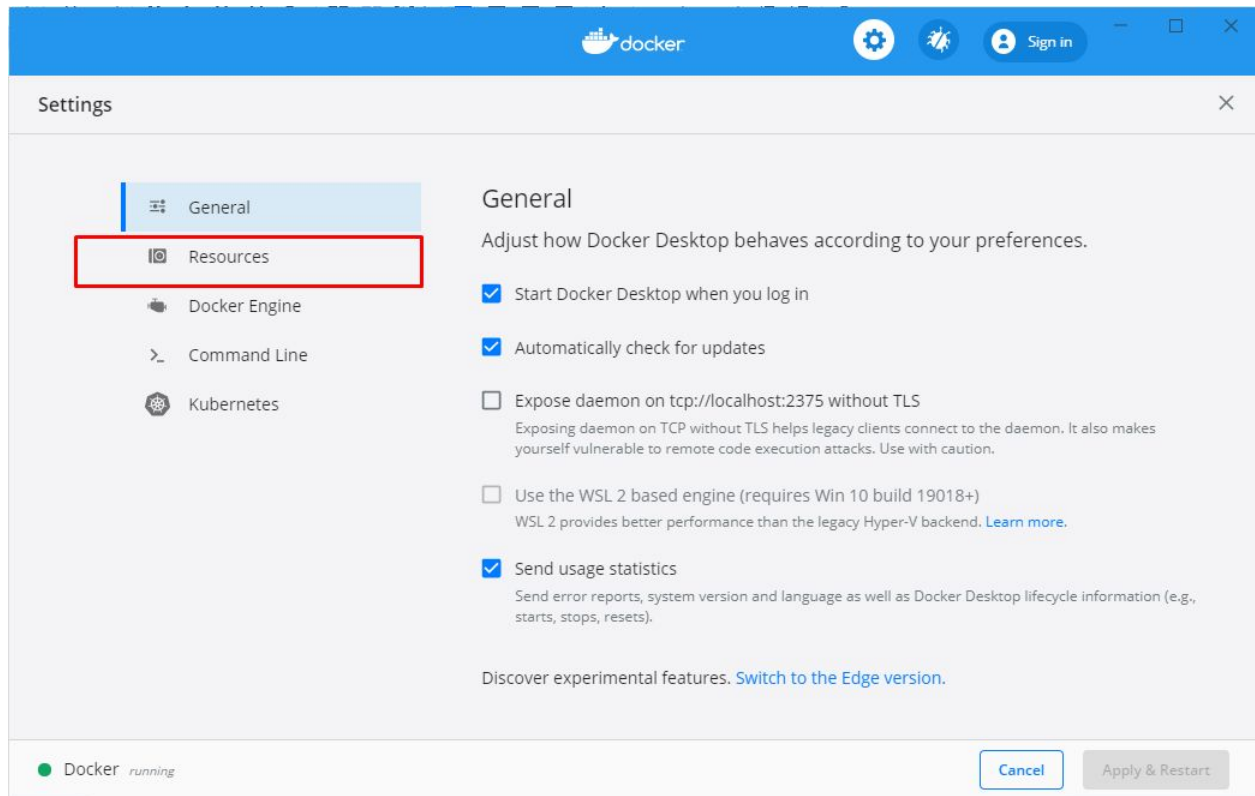 docker
Sign in
Settings
General
Resources
Docker Engine
Command Line
Kubernetes
General
Adjust how Docker Desktop behaves according to your preferences.
Start Docker Desktop when you log in
Automatically check for updates
Expose daemon on tcp://localhost:2375 without TLS
Exposing daemon on TCP without TLS helps legacy clients connect to the daemon. It also makes
yourself vulnerable to remote code execution attacks. Use with caution.
Use the WSL 2 based engine (requires Win 10 build 19018+)
WSL 2 provides better performance than the legacy Hyper-V backend. Learn more.
Send usage statistics
Send error reports, system version and language as well as Docker Desktop lifecycle information (e.g.,
starts, stops, resets).
Discover experimental features. Switch to the Edge version.
Docker running
Cancel
Apply & Restart